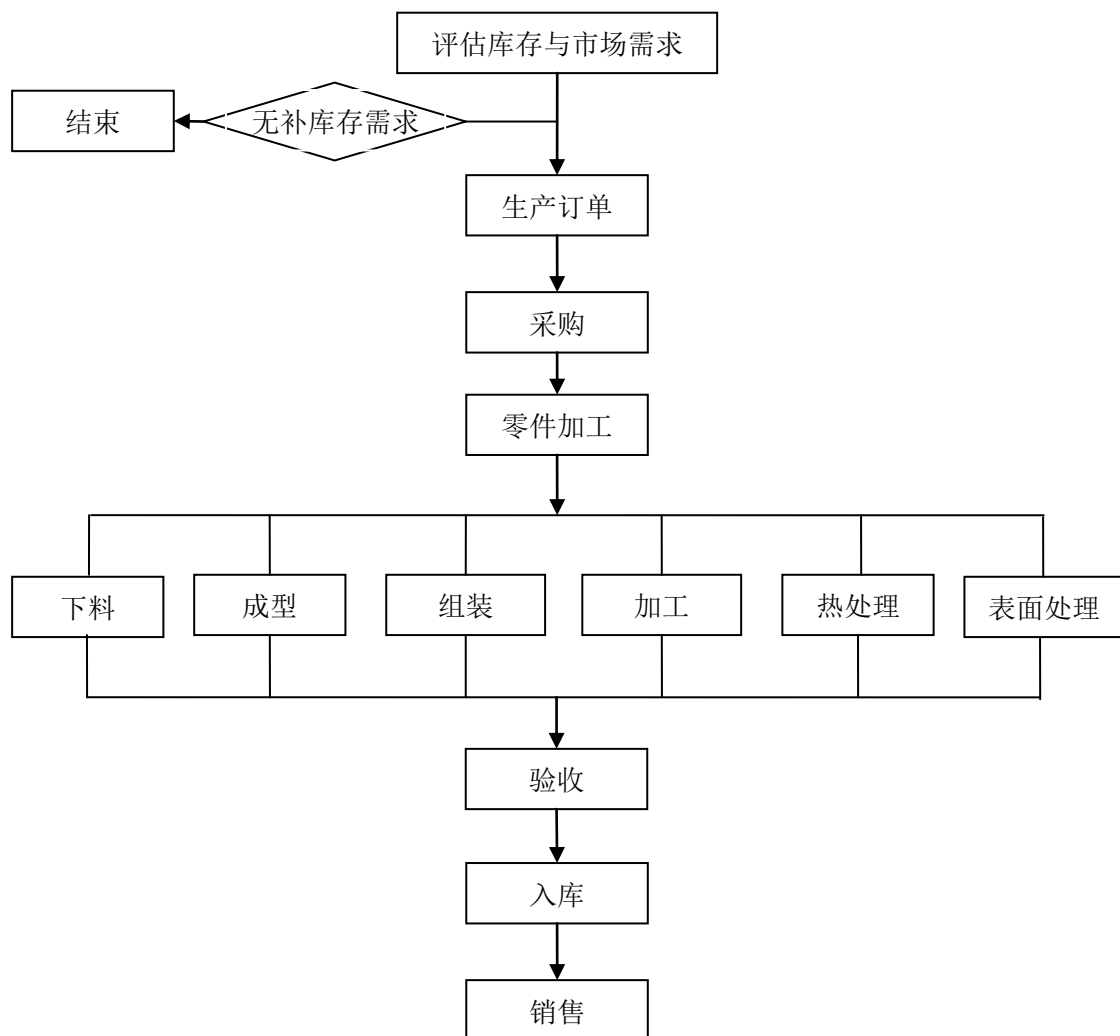 评估库存与市场需求
结束
无补库存需求
生产订单
采购
零件加工
下料
成型
组装
加工
热处理
表面处理
验收
入库
销售